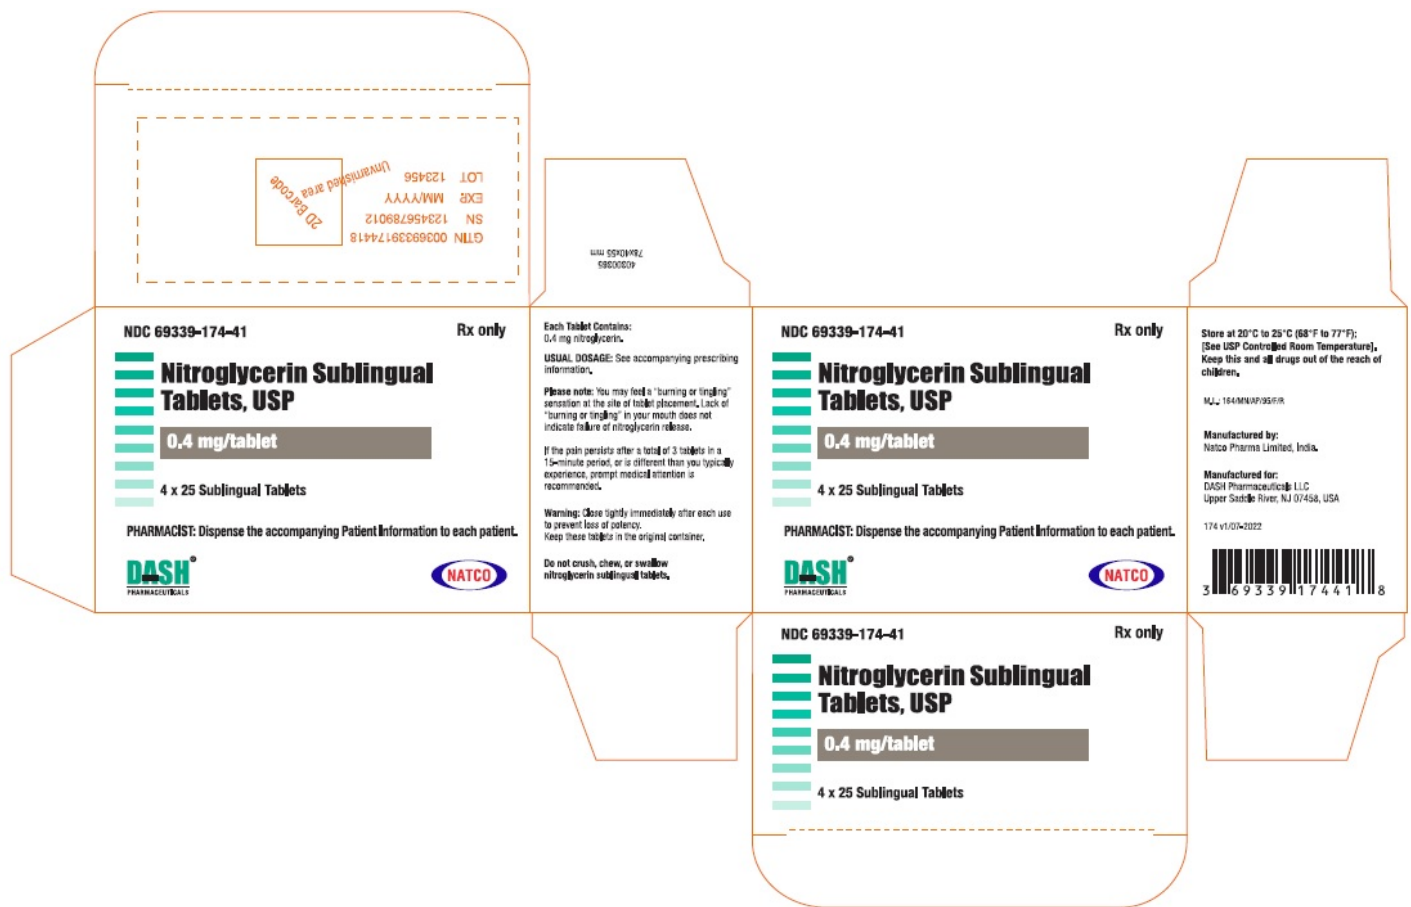 GTIN 00369339174418
SN 123456789012
EXP. MM/YYYY
LOT 123456
2D Barcode
Unvarnished area
40300385
78x40x55 mm
NDC 69339-174-41
Rx only
Nitroglycerin Sublingual
Tablets, USP
0.4 mg/tablet
4 x 25 Sublingual Tablets
PHARMACIST: Dispense the accompanying Patient Information to each patient.
DASH®
PHARMACEUTICALS
NATCO
Each Tablet Contains:
0.4 mg nitroglycerin.
USUAL DOSAGE: See accompanying prescribing
information.
Please note: You may feel a "burning or tingling"
sensation at the site of tablet placement. Lack of
"burning or tingling" in your mouth does not
indicate failure of nitroglycerin release.
If the pain persists after a total of 3 tablets in a
15-minute period, or is different than you typically
experience, prompt medical attention is
recommended.
Warning: Close tightly immediately after each use
to prevent loss of potency.
Keep these tablets in the original container.
Do not crush, chew, or swallow
nitroglycerin sublingual tablets.
NDC 69339-174-41
Rx only
Nitroglycerin Sublingual
Tablets, USP
0.4 mg/tablet
4 x 25 Sublingual Tablets
PHARMACIST: Dispense the accompanying Patient Information to each patient.
DASH®
PHARMACEUTICALS
NATCO
Store at 20°C to 25°C (68°F to 77°F);
[See USP Controlled Room Temperature].
Keep this and all drugs out of the reach of
children.
M.L.: 164/MN/AP/95/F/R
Manufactured by:
Natco Pharma Limited, India.
Manufactured for:
DASH Pharmaceuticals LLC
Upper Saddle River, NJ 07458, USA
174 v1/07-2022
3 69339 17441 8
NDC 69339-174-41
Rx only
Nitroglycerin Sublingual
Tablets, USP
0.4 mg/tablet
4 x 25 Sublingual Tablets